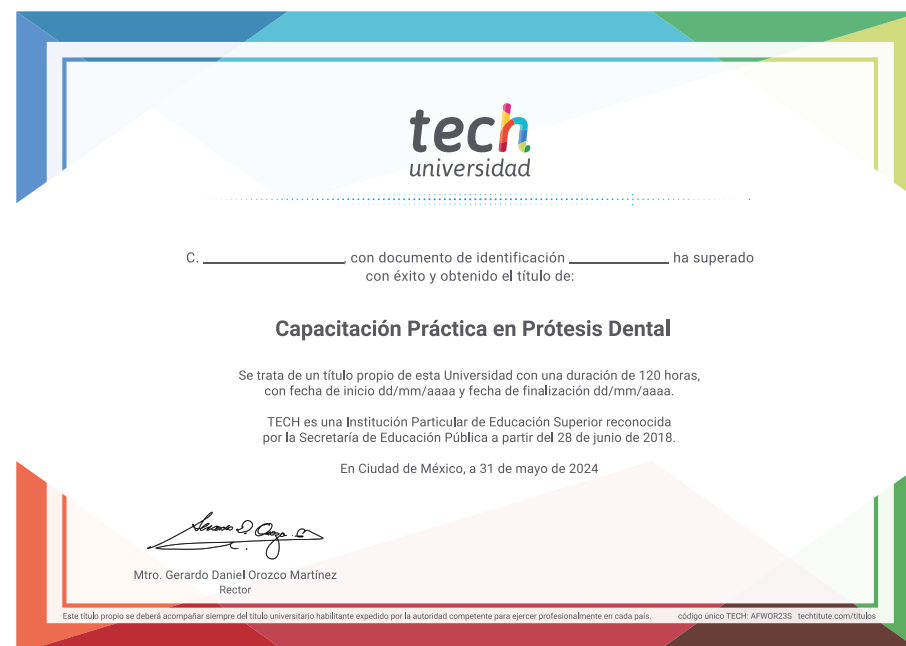 tech
universidad
C. ____________, con documento de identificación ____________ ha superado
con éxito y obtenido el título de:
Capacitación Práctica en Prótesis Dental
Se trata de un título propio de esta Universidad con una duración de 120 horas,
con fecha de inicio dd/mm/aaaa y fecha de finalización dd/mm/aaaa.
TECH es una Institución Particular de Educación Superior reconocida
por la Secretaría de Educación Pública a partir del 28 de junio de 2018.
En Ciudad de México, a 31 de mayo de 2024
Mtro. Gerardo Daniel Orozco Martínez
Rector
Este título propio se deberá acompañar siempre del título universitario habilitante expedido por la autoridad competente para ejercer profesionalmente en cada país. código único TECH: AFWOR23S techtitute.com/titulos